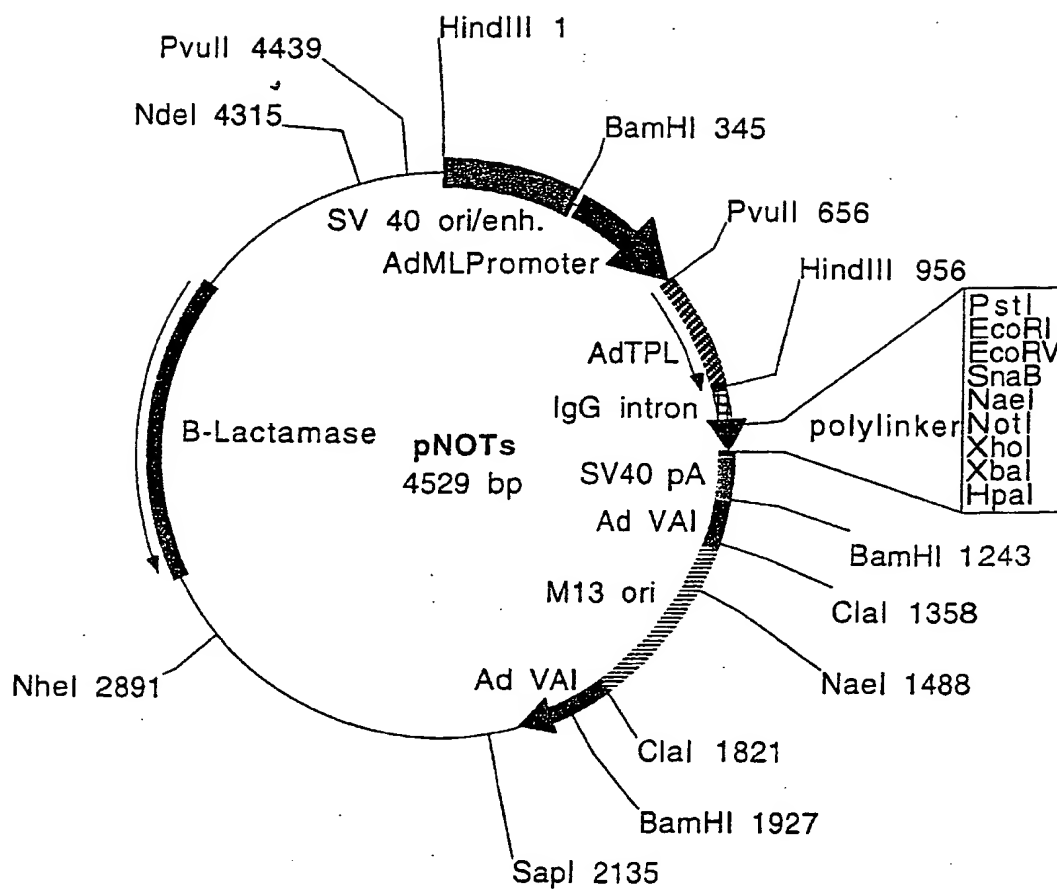 HindIII 1
PvuII 4439
NdeI 4315
BamHI 345
SV 40 ori/enh.
PvuII 656
AdMLPromoter
HindIII 956
PstI
EcoRI
EcoRV
SnaB
NaeI
NotI
XhoI
XbaI
HpaI
AdTPL
IgG intron
polylinker
B-Lactamase
pNOTs
4529 bp
SV40 pA
Ad VAI
BamHI 1243
M13 ori
ClaI 1358
NheI 2891
Ad VAI
NaeI 1488
ClaI 1821
BamHI 1927
SapI 2135